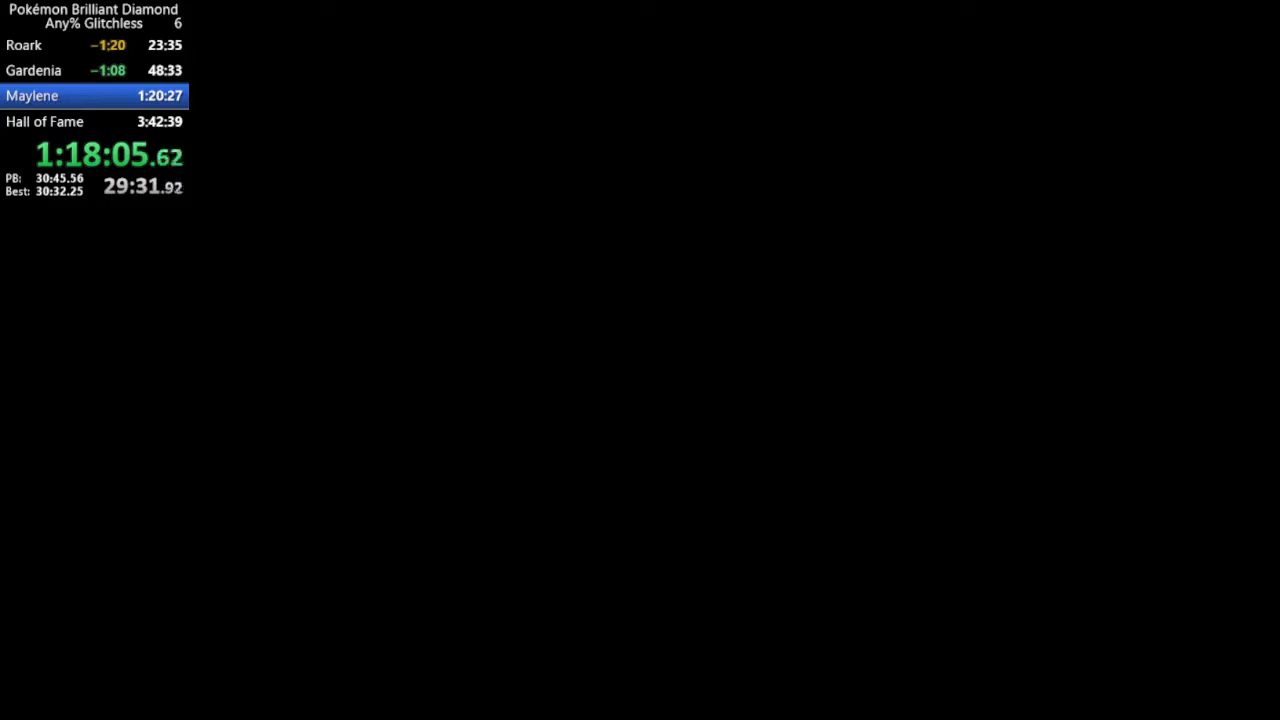 Pokémon Brilliant Diamond
Any% Glitchless 6
Roark −1:20 23:35
Gardenia −1:08 48:33
Maylene 1:20:27
Hall of Fame 3:42:39
1:18:05.62
PB: 30:45.56
Best: 30:32.25
29:31.92